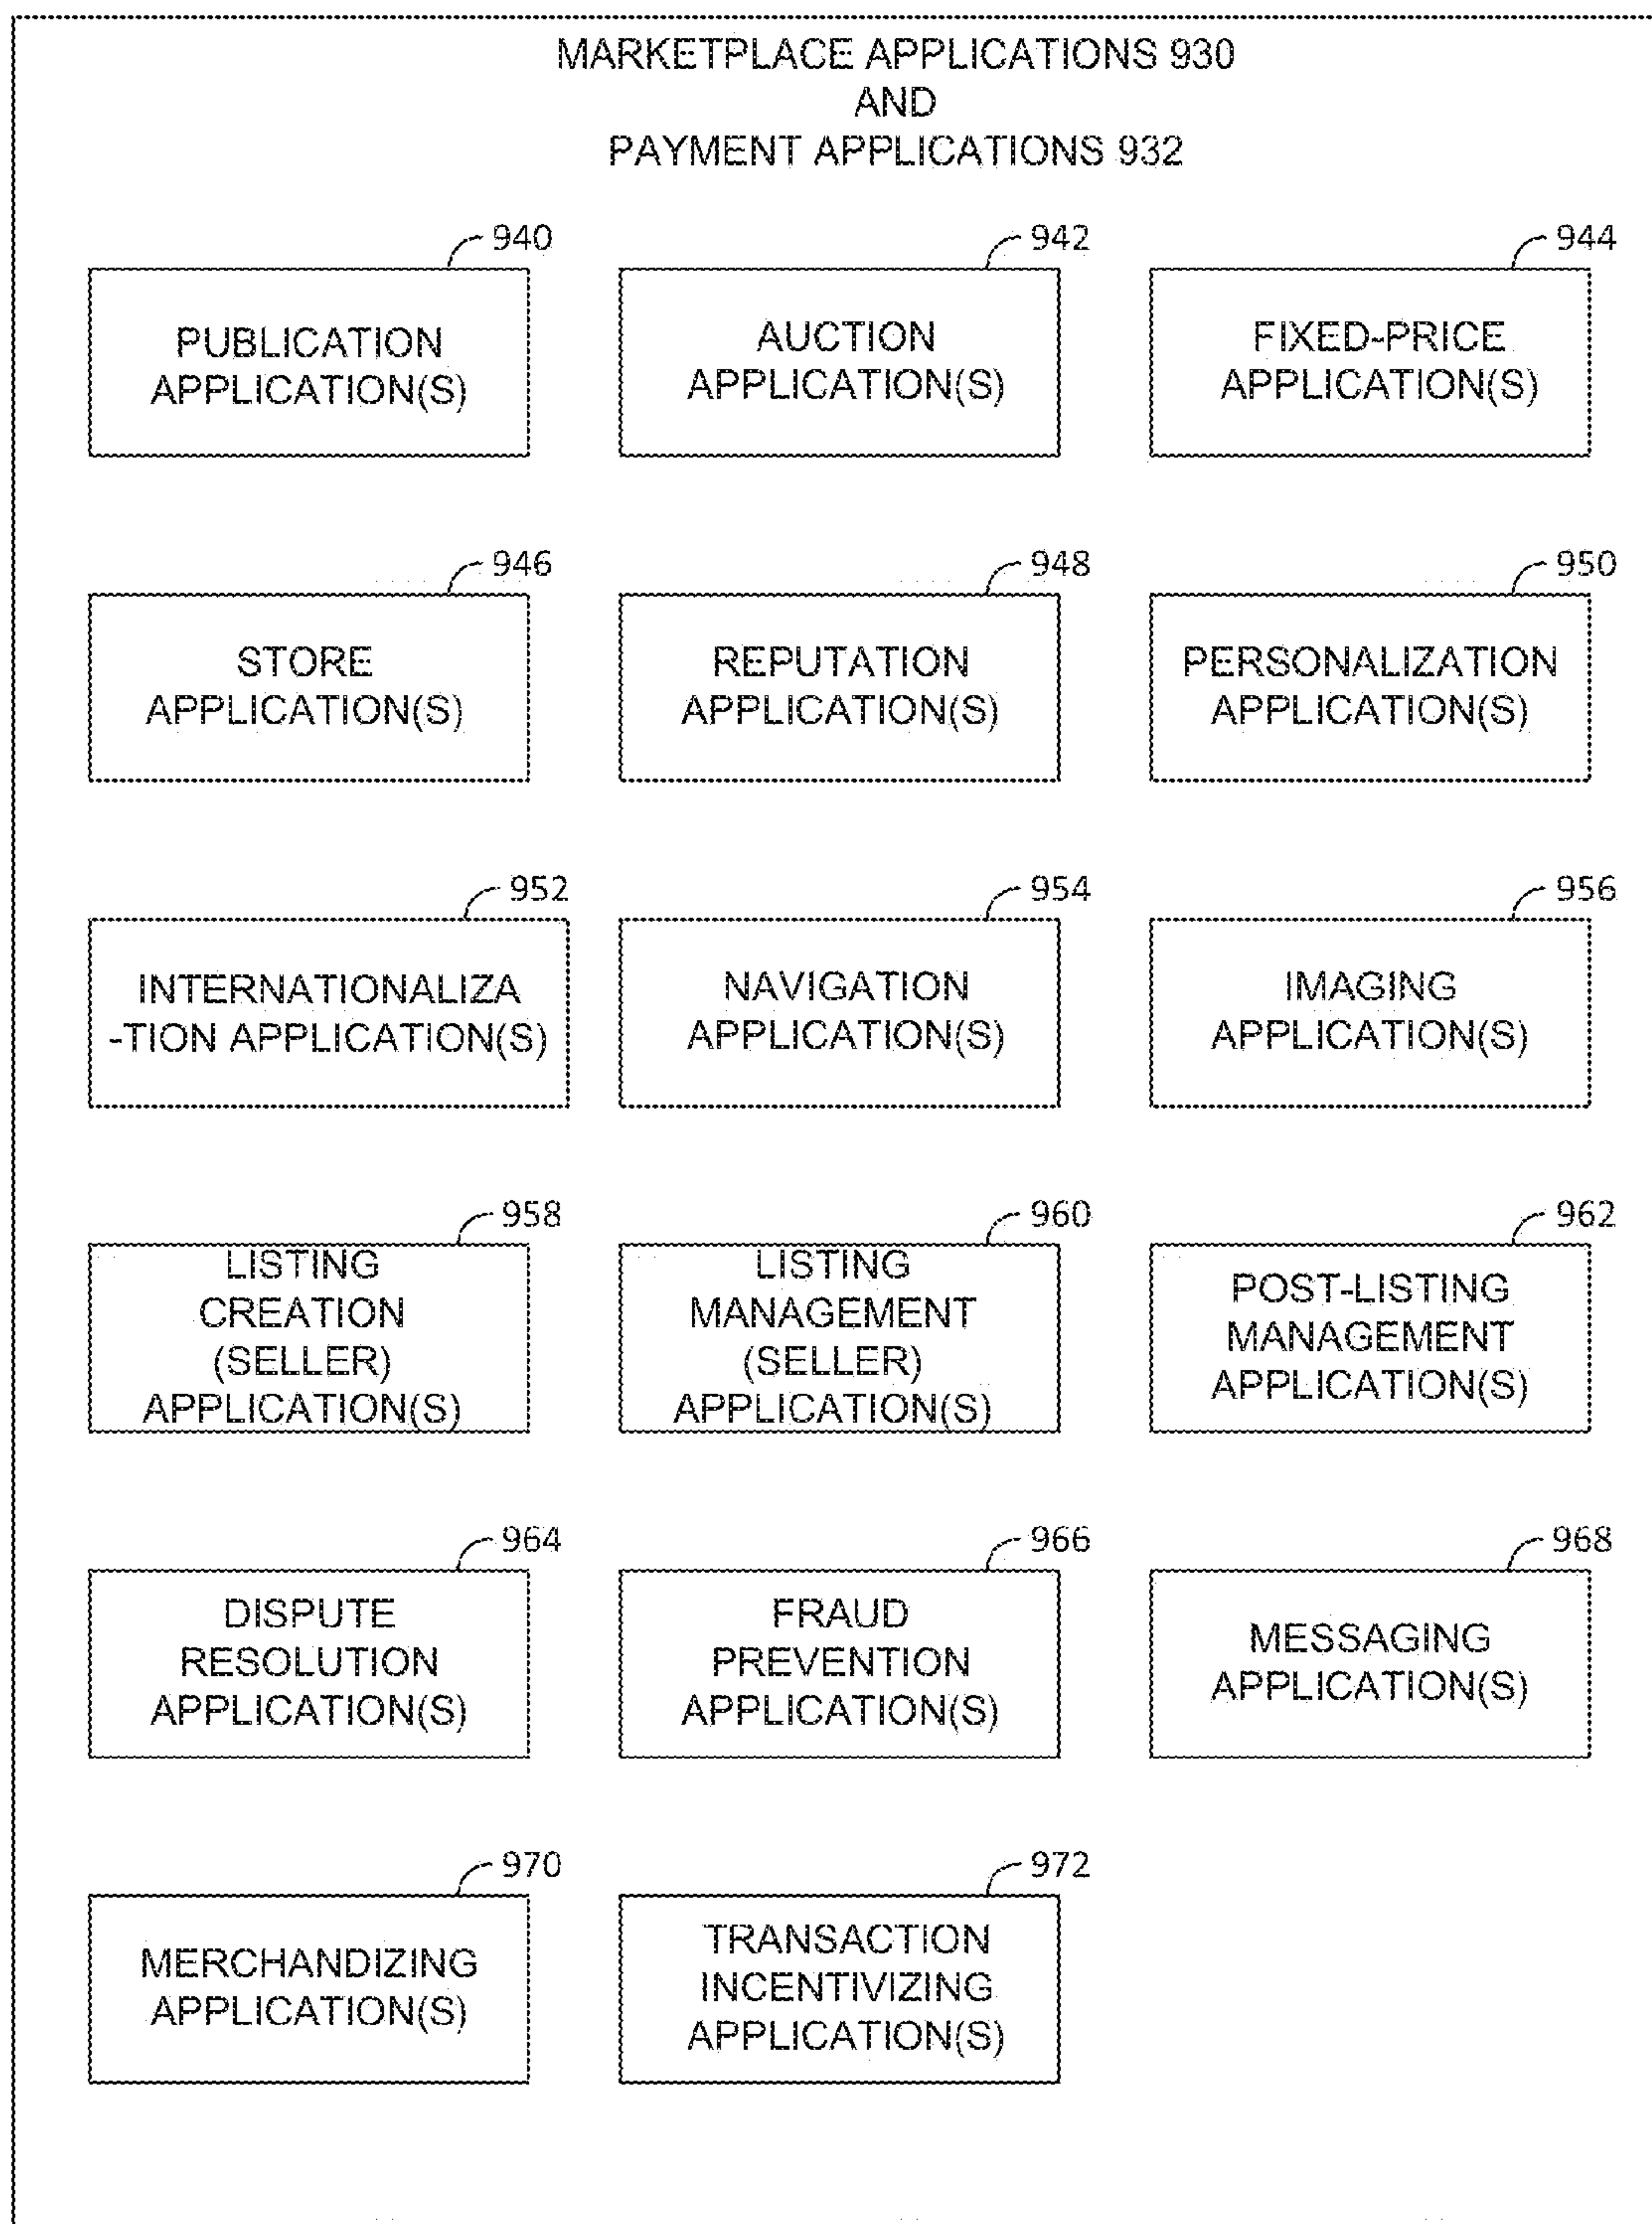 MARKETPLACE APPLICATIONS 930
AND
PAYMENT APPLICATIONS 932
940
PUBLICATION
APPLICATION(S)
942
AUCTION
APPLICATION(S)
944
FIXED-PRICE
APPLICATION(S)
946
STORE
APPLICATION(S)
948
REPUTATION
APPLICATION(S)
950
PERSONALIZATION
APPLICATION(S)
952
INTERNATIONALIZA
-TION APPLICATION(S)
954
NAVIGATION
APPLICATION(S)
956
IMAGING
APPLICATION(S)
958
LISTING
CREATION
(SELLER)
APPLICATION(S)
960
LISTING
MANAGEMENT
(SELLER)
APPLICATION(S)
962
POST-LISTING
MANAGEMENT
APPLICATION(S)
964
DISPUTE
RESOLUTION
APPLICATION(S)
966
FRAUD
PREVENTION
APPLICATION(S)
968
MESSAGING
APPLICATION(S)
970
MERCHANDIZING
APPLICATION(S)
972
TRANSACTION
INCENTIVIZING
APPLICATION(S)